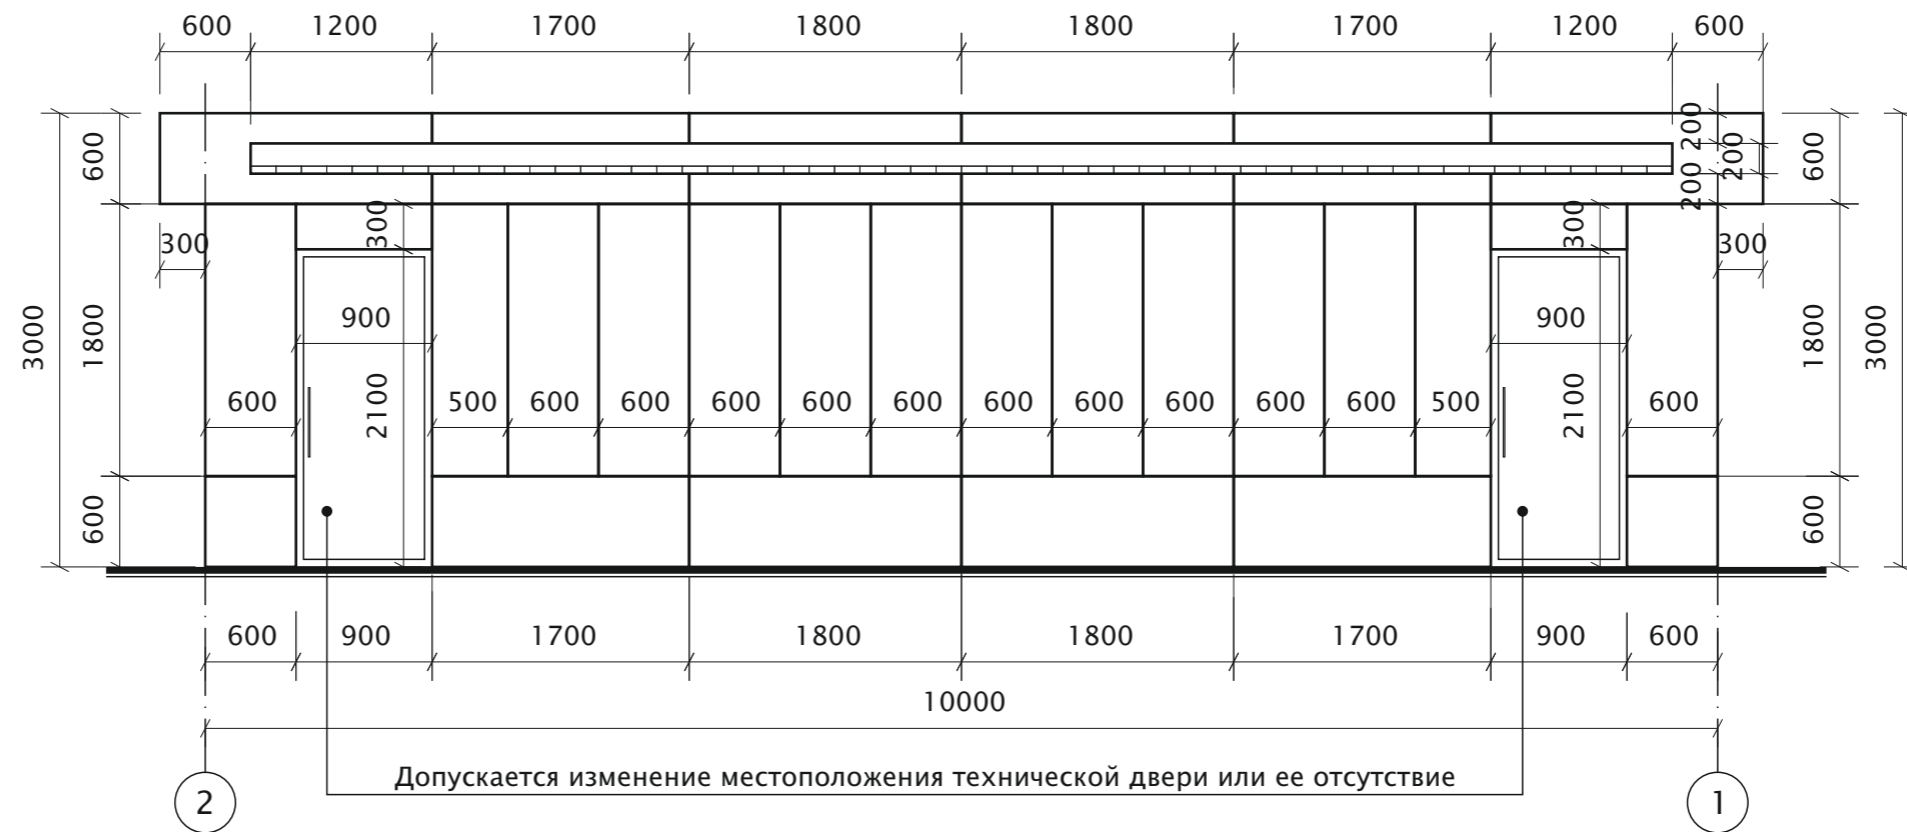 600 1200 1700 1800 1800 1700 1200 600
600 200 200 200 600
300 300 300 300
3000 1800 900 2100 900 2100 1800 3000
600 500 600 600 600 600 600 600 600 600 600 600 500 600
600 600
600 900 1700 1800 1800 1700 900 600
10000
Допускается изменение местоположения технической двери или ее отсутствие
2 1